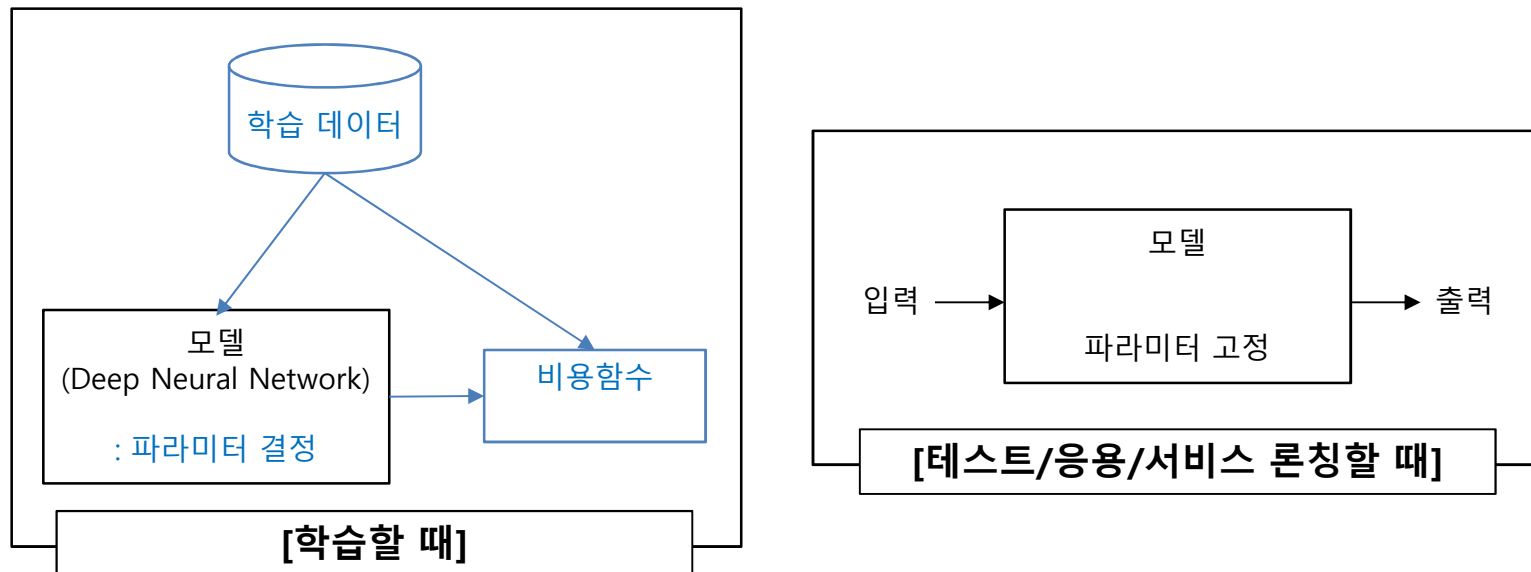 학습 데이터
모델
(Deep Neural Network)
: 파라미터 결정
비용함수
[학습할 때]
모델
입력
출력
파라미터 고정
[테스트/응용/서비스 론칭할 때]